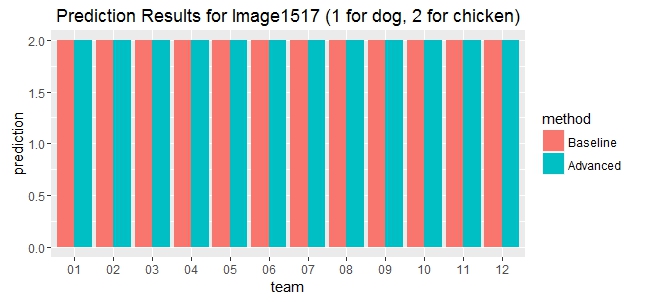 Prediction Results for Image1517 (1 for dog, 2 for chicken)
2.0
1.5
1.0
0.5
0.0
prediction
01 02 03 04 05 06 07 08 09 10 11 12
team
method
Baseline
Advanced